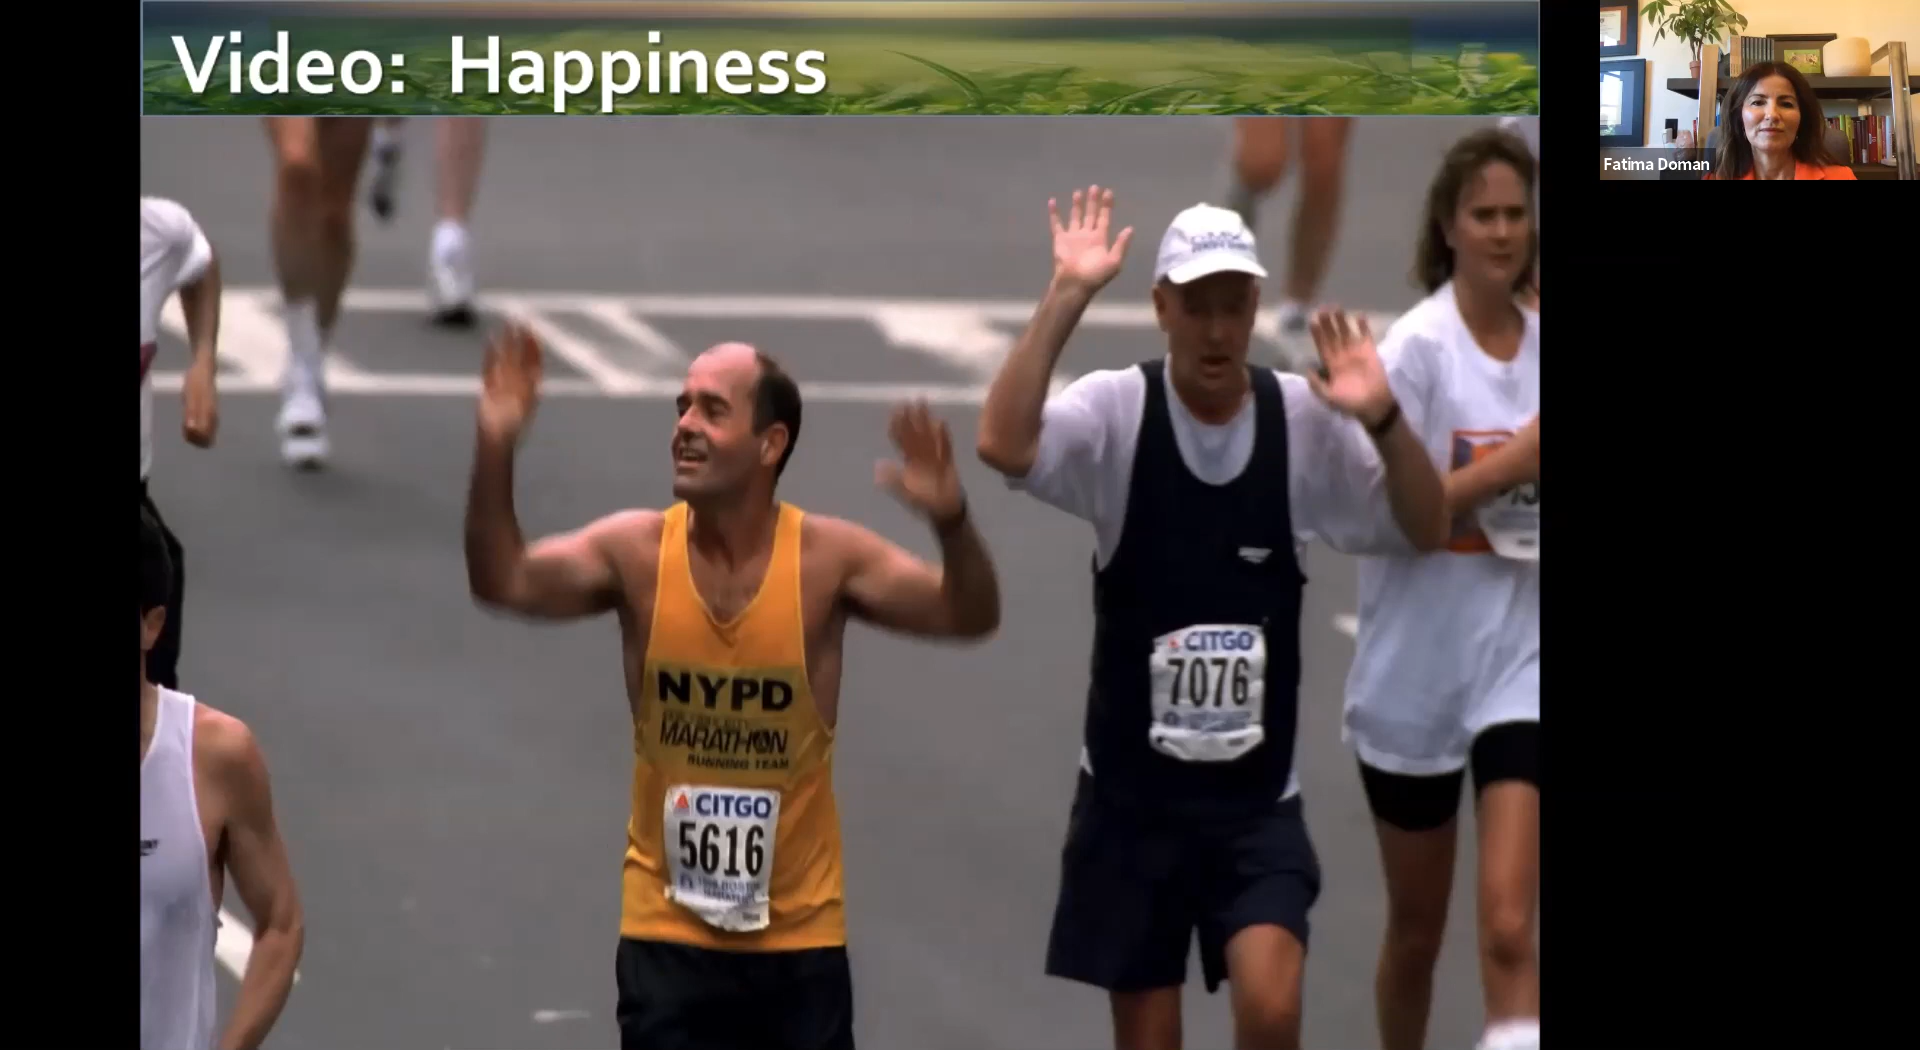 Video: Happiness
Fatima Doman
NYPD
MARATHON
RUNNING TEAM
CITGO
5616
CITGO
7076